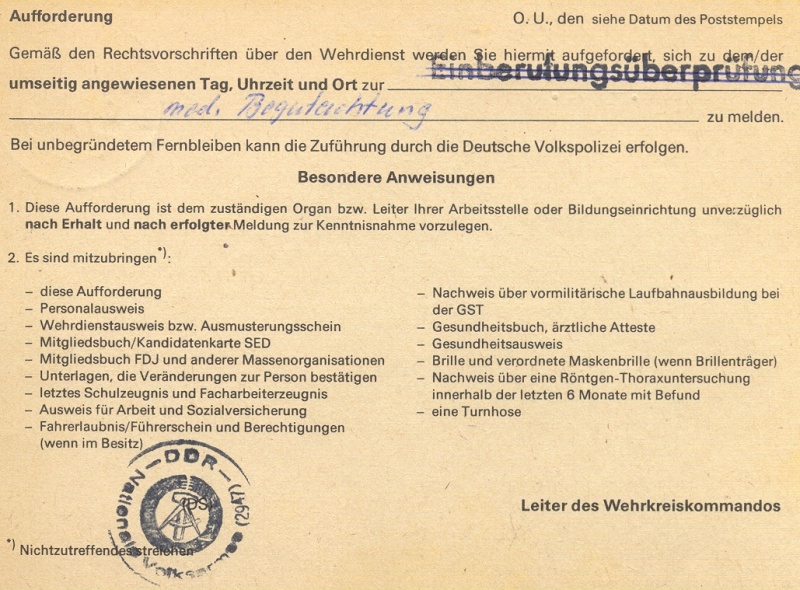 Aufforderung
O. U., den siehe Datum des Poststempels
Gemäß den Rechtsvorschriften über den Wehrdienst werden Sie hiermit aufgefordert, sich zu dem/der
umseitig angewiesenen Tag, Uhrzeit und Ort zur Einberufungsüberprüfung
med. Begutachtung zu melden.
Bei unbegründetem Fernbleiben kann die Zuführung durch die Deutsche Volkspolizei erfolgen.
Besondere Anweisungen
1. Diese Aufforderung ist dem zuständigen Organ bzw. Leiter Ihrer Arbeitsstelle oder Bildungseinrichtung unverzüglich
nach Erhalt und nach erfolgter Meldung zur Kenntnisnahme vorzulegen.
2. Es sind mitzubringen*):
– diese Aufforderung
– Personalausweis
– Wehrdienstausweis bzw. Ausmusterungsschein
– Mitgliedsbuch/Kandidatenkarte SED
– Mitgliedsbuch FDJ und anderer Massenorganisationen
– Unterlagen, die Veränderungen zur Person bestätigen
– letztes Schulzeugnis und Facharbeiterzeugnis
– Ausweis für Arbeit und Sozialversicherung
– Fahrerlaubnis/Führerschein und Berechtigungen
(wenn im Besitz)
– Nachweis über vormilitärische Laufbahnausbildung bei
der GST
– Gesundheitsbuch, ärztliche Atteste
– Gesundheitsausweis
– Brille und verordnete Maskenbrille (wenn Brillenträger)
– Nachweis über eine Röntgen-Thoraxuntersuchung
innerhalb der letzten 6 Monate mit Befund
– eine Turnhose
– DDR –
Nationale Volksarmee (2947)
(DS)
Leiter des Wehrkreiskommandos
*) Nichtzutreffendes streichen